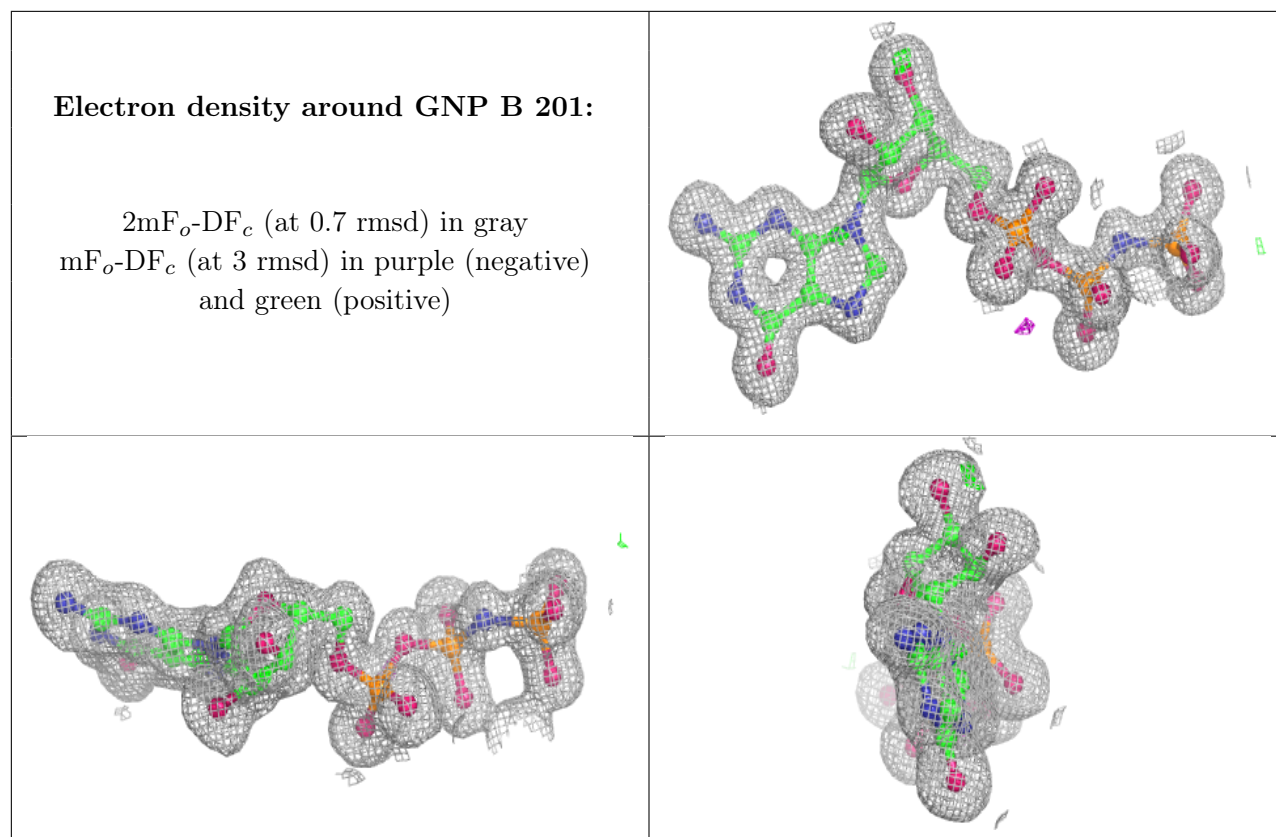 Electron density around GNP B 201:
2mFₒ-DF𝒸 (at 0.7 rmsd) in gray
mFₒ-DF𝒸 (at 3 rmsd) in purple (negative)
and green (positive)